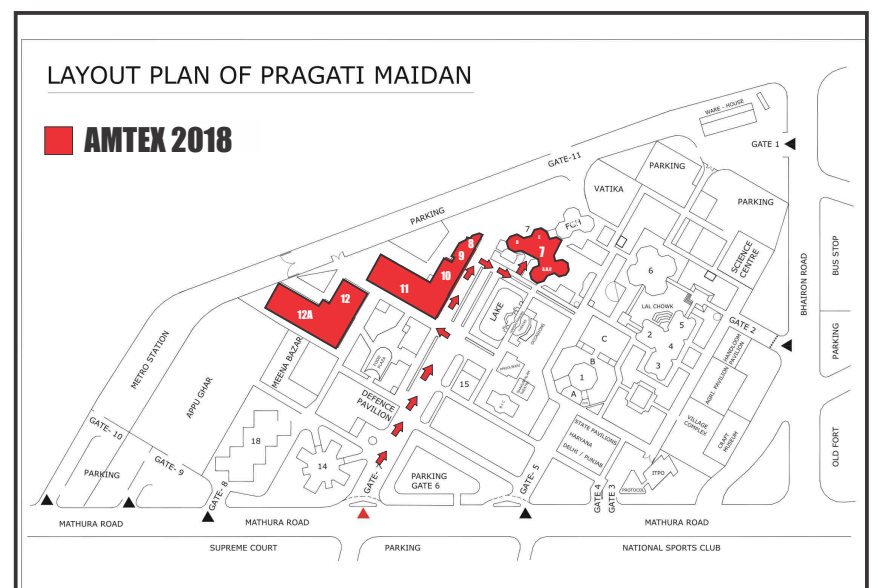 LAYOUT PLAN OF PRAGATI MAIDAN
AMTEX 2018
WARE - HOUSE
GATE 1
GATE-11
PARKING
VATIKA
PARKING
PARKING
7
8
9
10
11
12
12A
7
6
SCIENCE
CENTRE
BUS STOP
BHAIRON ROAD
LAL CHOWK
LAKE
GATE 2
5
2
4
3
C
B
1
A
HANDLOOM
PAVILION
AGRI. PAVILION
PARKING
METRO STATION
APPU GHAR
MEENA BAZAR
FOOD
PLAZA
15
DEFENCE
PAVILION
VILLAGE
COMPLEX
CRAFT
MUSEUM
OLD FORT
STATE PAVILIONS
HARYANA
DELHI / PUNJAB
ITPO
PROTOCOL
GATE- 10
PARKING
GATE- 9
18
14
GATE- 8
GATE-
PARKING
GATE 6
GATE- 5
GATE 4
GATE 3
MATHURA ROAD
MATHURA ROAD
MATHURA ROAD
SUPREME COURT
PARKING
NATIONAL SPORTS CLUB